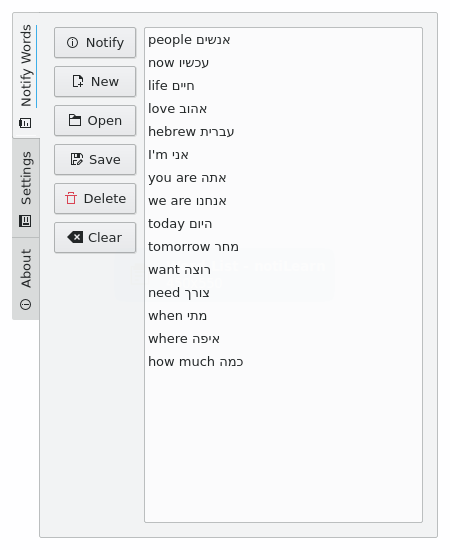 Notify Words
Settings
About
Notify
New
Open
Save
Delete
Clear
people אנשים
now עכשיו
life חיים
love אהוב
hebrew עברית
I'm אני
you are אתה
we are אנחנו
today היום
tomorrow מחר
want רוצה
need צורך
when מתי
where איפה
how much כמה